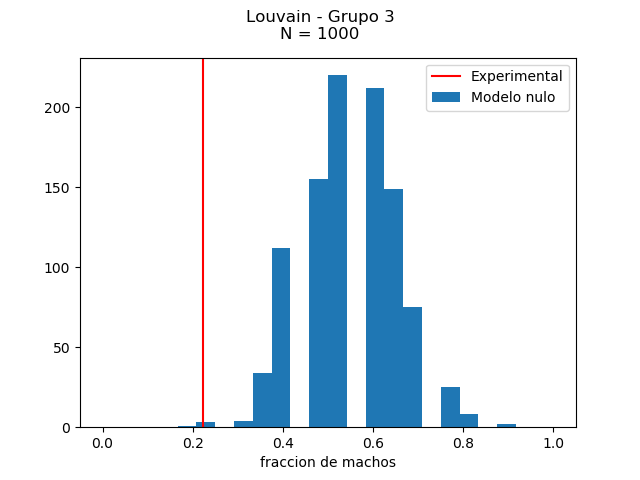 Louvain - Grupo 3
N = 1000
Experimental
Modelo nulo
200
150
100
50
0
0.0 0.2 0.4 0.6 0.8 1.0
fraccion de machos